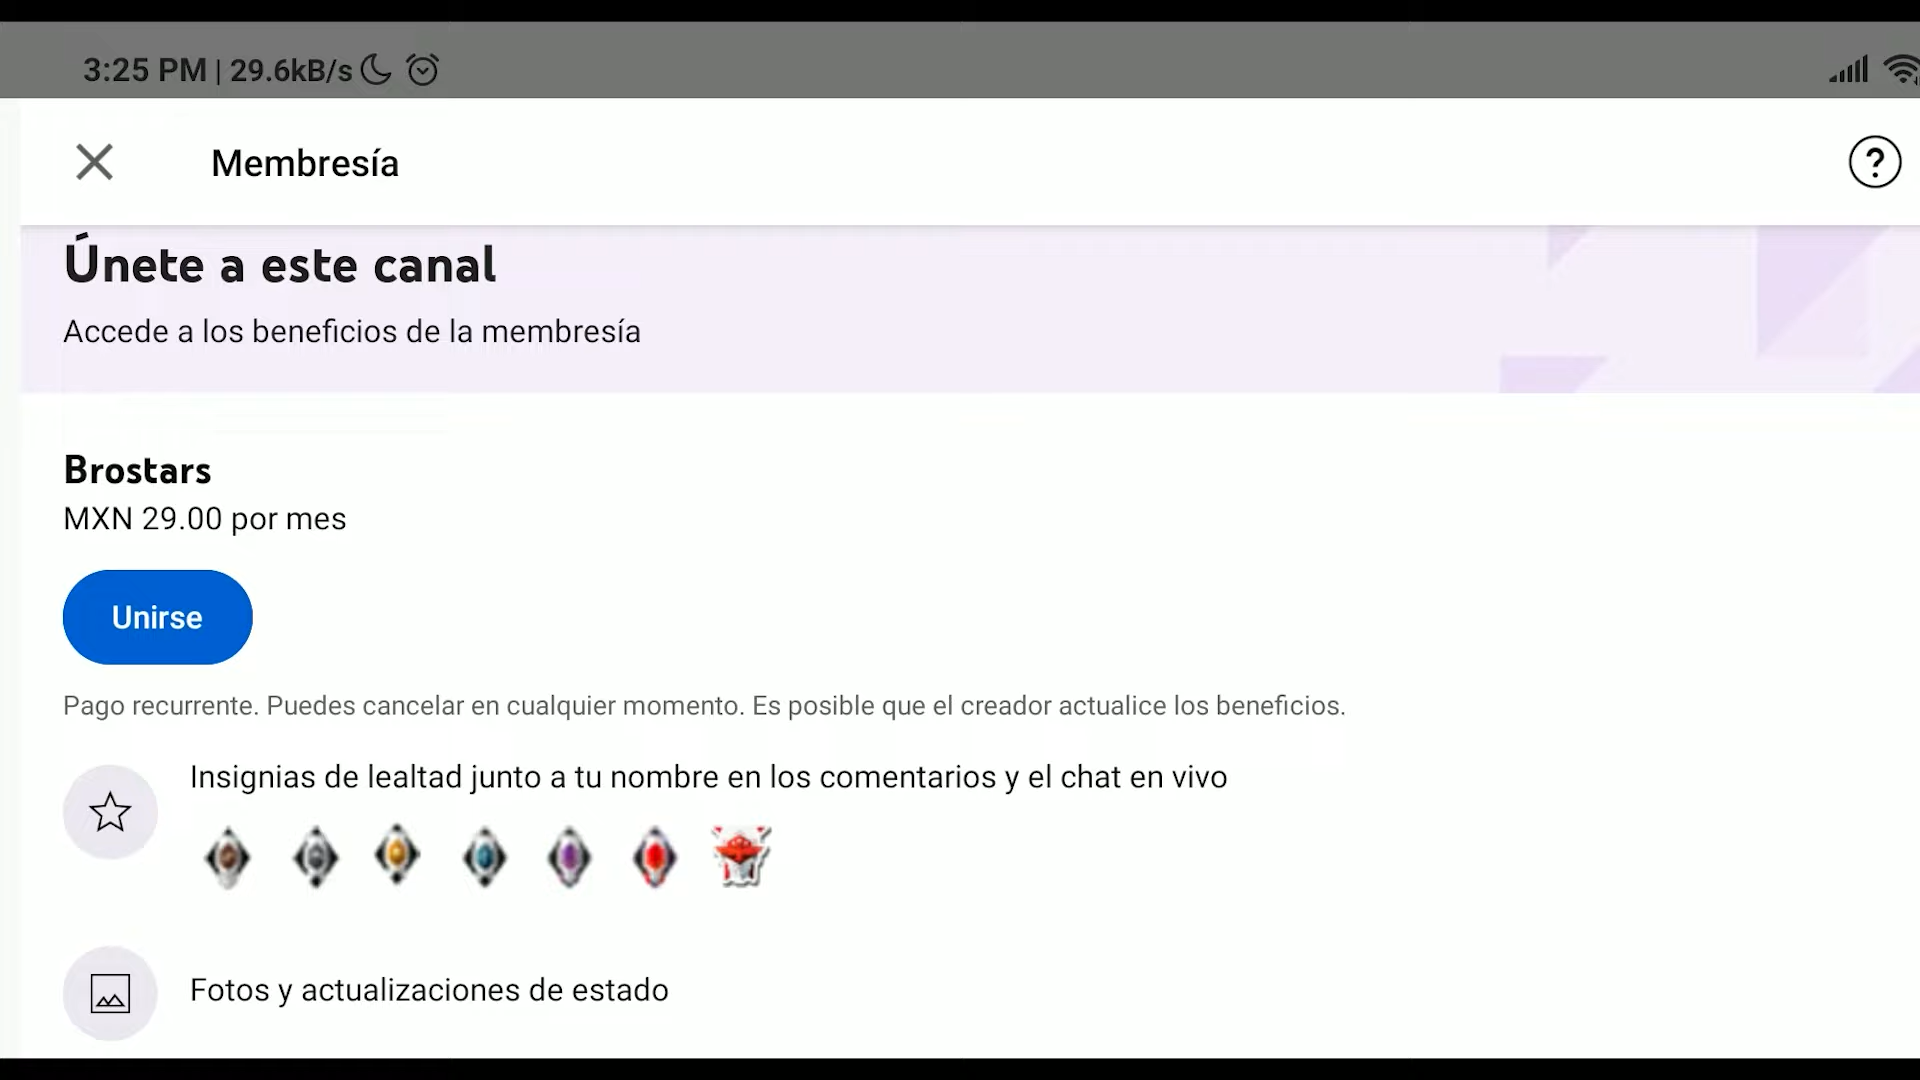 3:25 PM | 29.6kB/s
Membresía
Únete a este canal
Accede a los beneficios de la membresía
Brostars
MXN 29.00 por mes
Unirse
Pago recurrente. Puedes cancelar en cualquier momento. Es posible que el creador actualice los beneficios.
Insignias de lealtad junto a tu nombre en los comentarios y el chat en vivo
Fotos y actualizaciones de estado